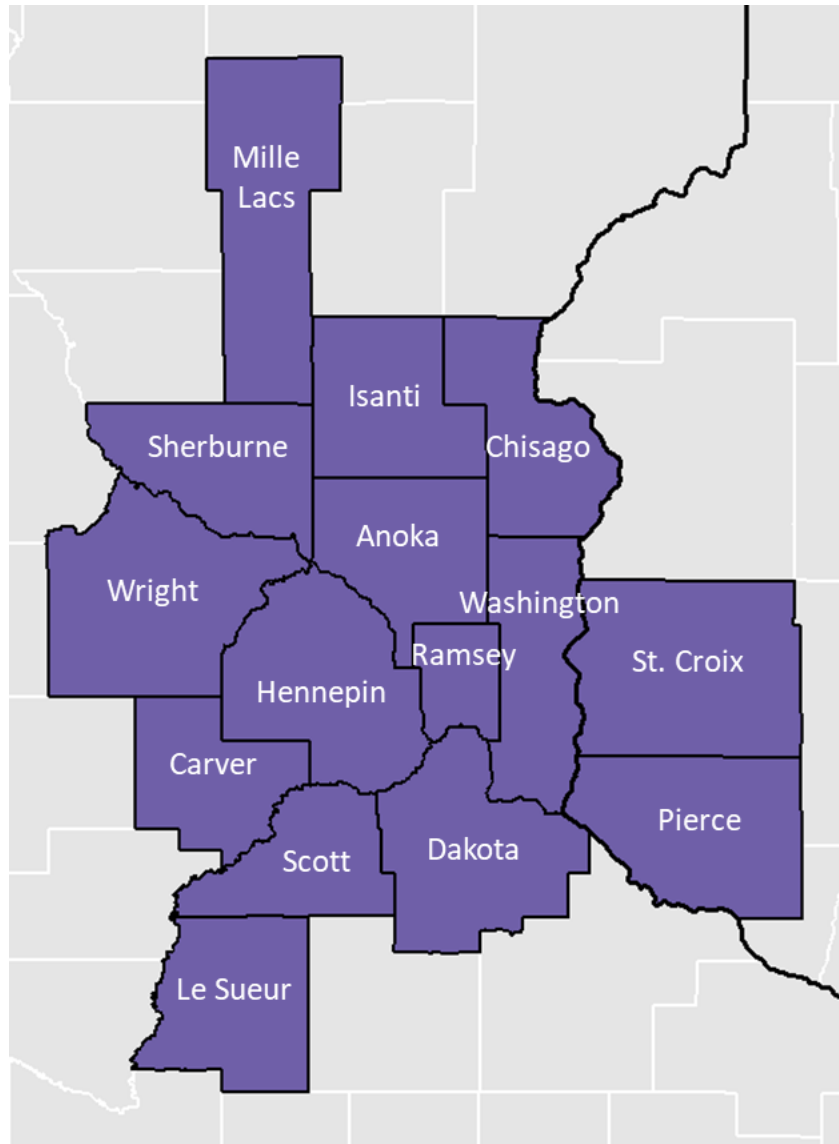 Mille
Lacs
Isanti
Sherburne
Chisago
Anoka
Wright
Washington
Ramsey
St. Croix
Hennepin
Carver
Pierce
Dakota
Scott
Le Sueur